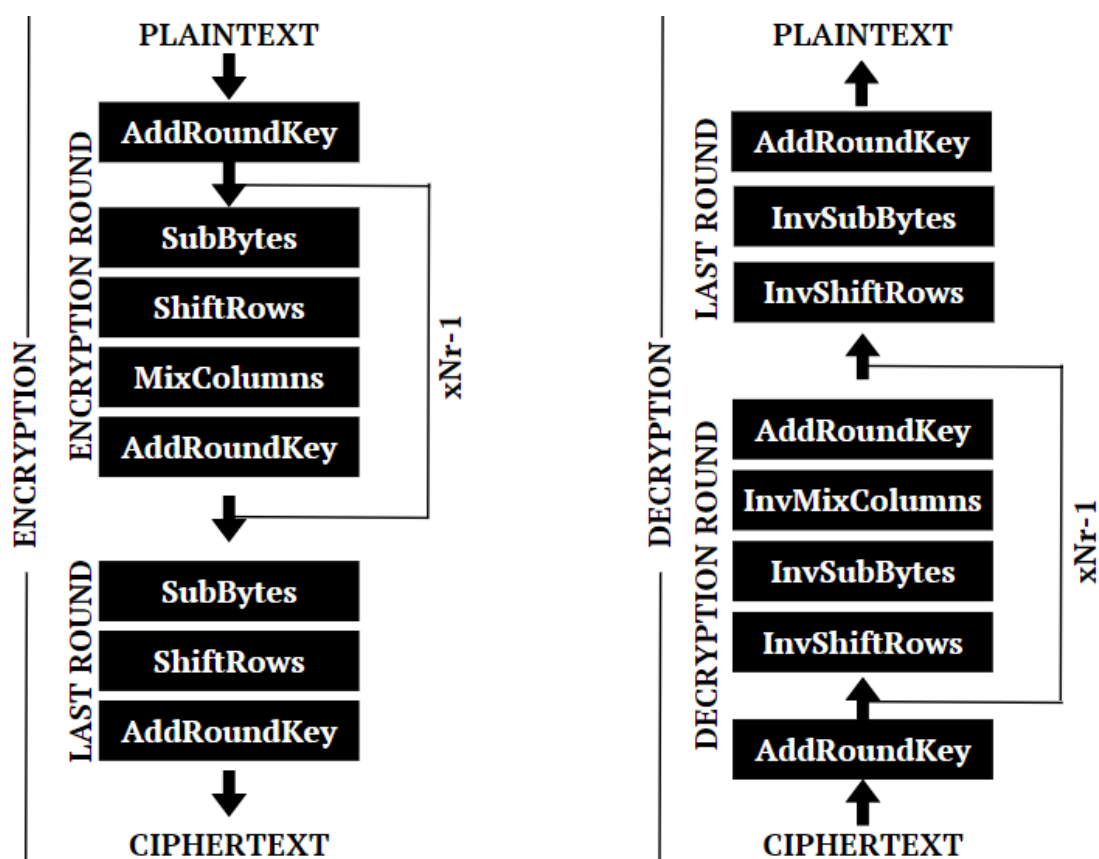 PLAINTEXT
AddRoundKey
SubBytes
ShiftRows
MixColumns
AddRoundKey
SubBytes
ShiftRows
AddRoundKey
CIPHERTEXT
ENCRYPTION
ENCRYPTION ROUND
LAST ROUND
xNr-1
PLAINTEXT
AddRoundKey
InvSubBytes
InvShiftRows
AddRoundKey
InvMixColumns
InvSubBytes
InvShiftRows
AddRoundKey
CIPHERTEXT
DECRYPTION
LAST ROUND
DECRYPTION ROUND
xNr-1